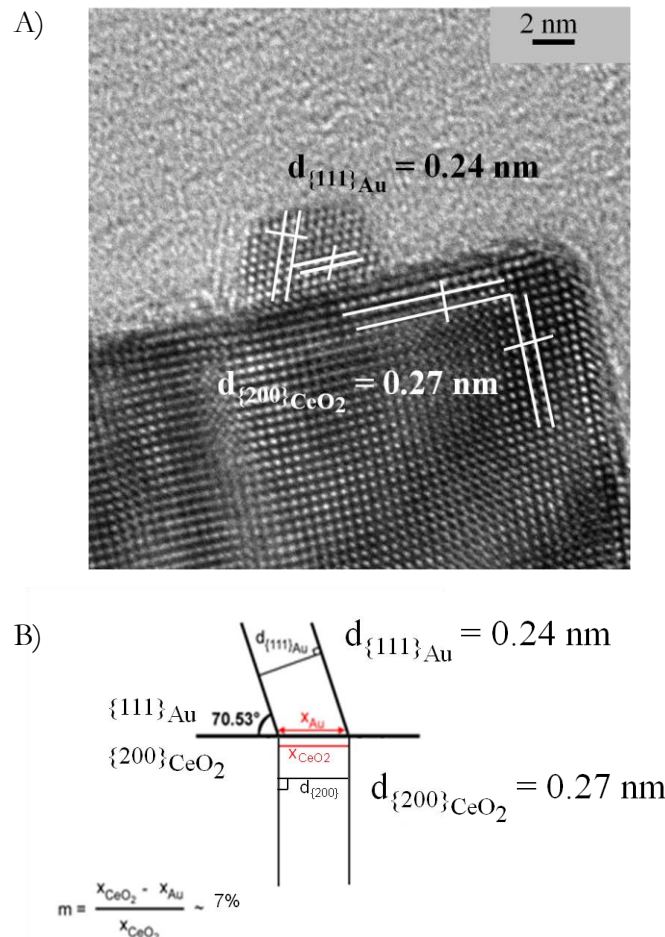 A)
2 nm
d{111}Au = 0.24 nm
d{200}CeO2 = 0.27 nm
B)
d{111}Au
d{111}Au = 0.24 nm
{111}Au
70.53°
xAu
{200}CeO2
xCeO2
d{200}
d{200}CeO2 = 0.27 nm
m = xCeO2 - xAu / xCeO2 ~ 7%